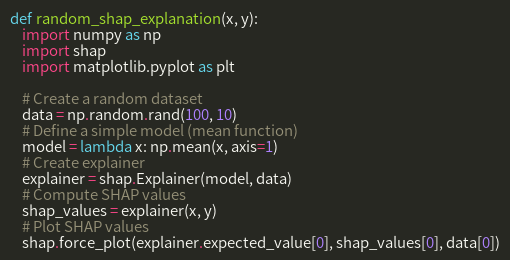 def random_shap_explanation(x, y):
    import numpy as np
    import shap
    import matplotlib.pyplot as plt

    # Create a random dataset
    data = np.random.rand(100, 10)
    # Define a simple model (mean function)
    model = lambda x: np.mean(x, axis=1)
    # Create explainer
    explainer = shap.Explainer(model, data)
    # Compute SHAP values
    shap_values = explainer(x, y)
    # Plot SHAP values
    shap.force_plot(explainer.expected_value[0], shap_values[0], data[0])